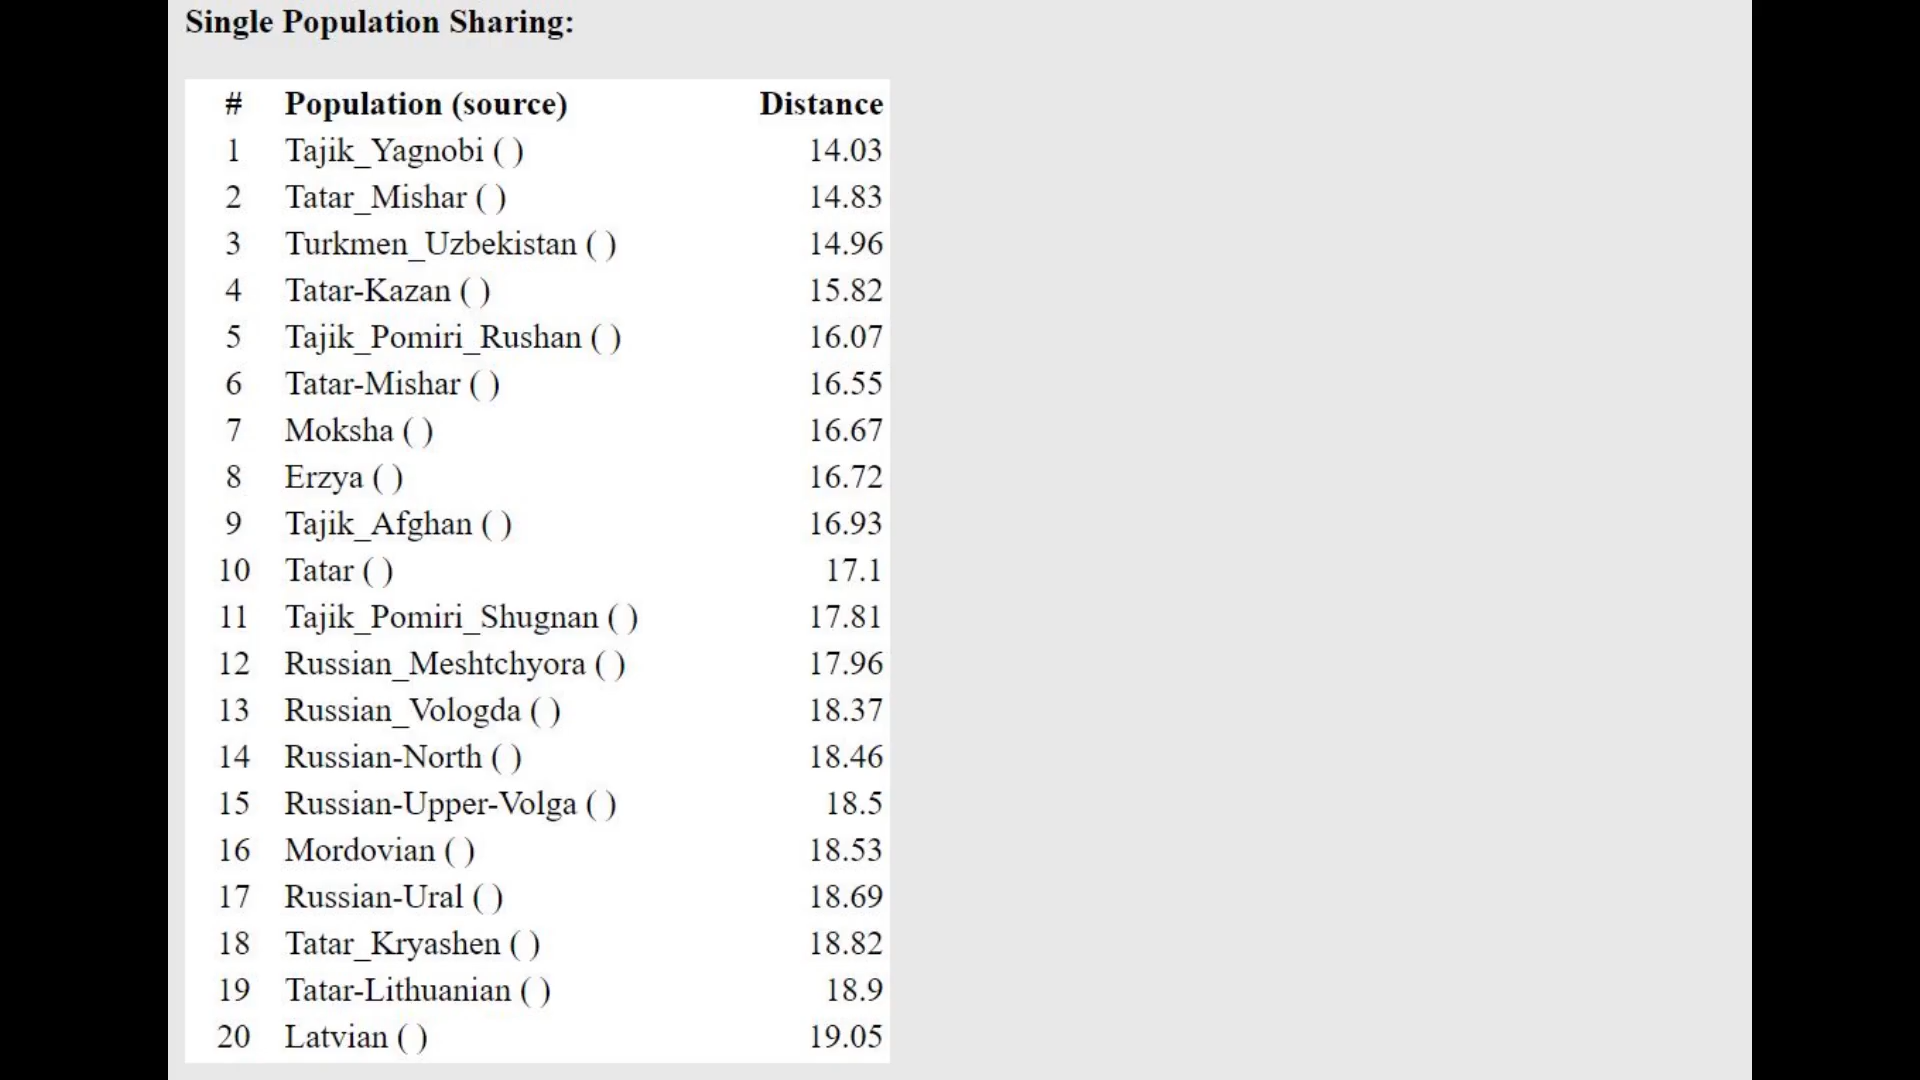 Single Population Sharing:
# Population (source) Distance
1 Tajik_Yagnobi ( ) 14.03
2 Tatar_Mishar ( ) 14.83
3 Turkmen_Uzbekistan ( ) 14.96
4 Tatar-Kazan ( ) 15.82
5 Tajik_Pomiri_Rushan ( ) 16.07
6 Tatar-Mishar ( ) 16.55
7 Moksha ( ) 16.67
8 Erzya ( ) 16.72
9 Tajik_Afghan ( ) 16.93
10 Tatar ( ) 17.1
11 Tajik_Pomiri_Shugnan ( ) 17.81
12 Russian_Meshtchyora ( ) 17.96
13 Russian_Vologda ( ) 18.37
14 Russian-North ( ) 18.46
15 Russian-Upper-Volga ( ) 18.5
16 Mordovian ( ) 18.53
17 Russian-Ural ( ) 18.69
18 Tatar_Kryashen ( ) 18.82
19 Tatar-Lithuanian ( ) 18.9
20 Latvian ( ) 19.05